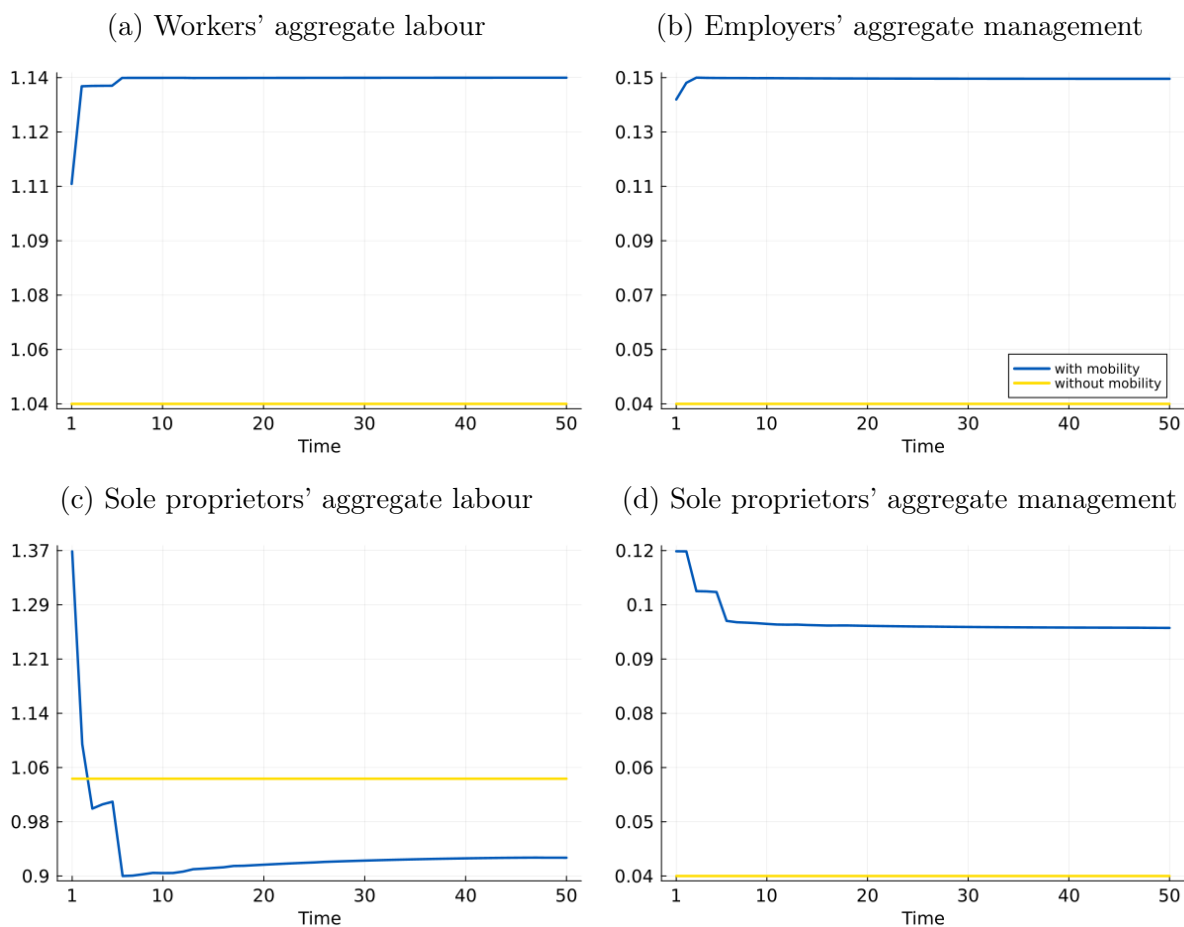 (a) Workers' aggregate labour
1.14
1.12
1.11
1.09
1.08
1.06
1.04
1 10 20 30 40 50
Time
(b) Employers' aggregate management
0.15
0.13
0.11
0.09
0.07
0.05
0.04
with mobility
without mobility
1 10 20 30 40 50
Time
(c) Sole proprietors' aggregate labour
1.37
1.29
1.21
1.14
1.06
0.98
0.9
1 10 20 30 40 50
Time
(d) Sole proprietors' aggregate management
0.12
0.1
0.09
0.08
0.06
0.05
0.04
1 10 20 30 40 50
Time